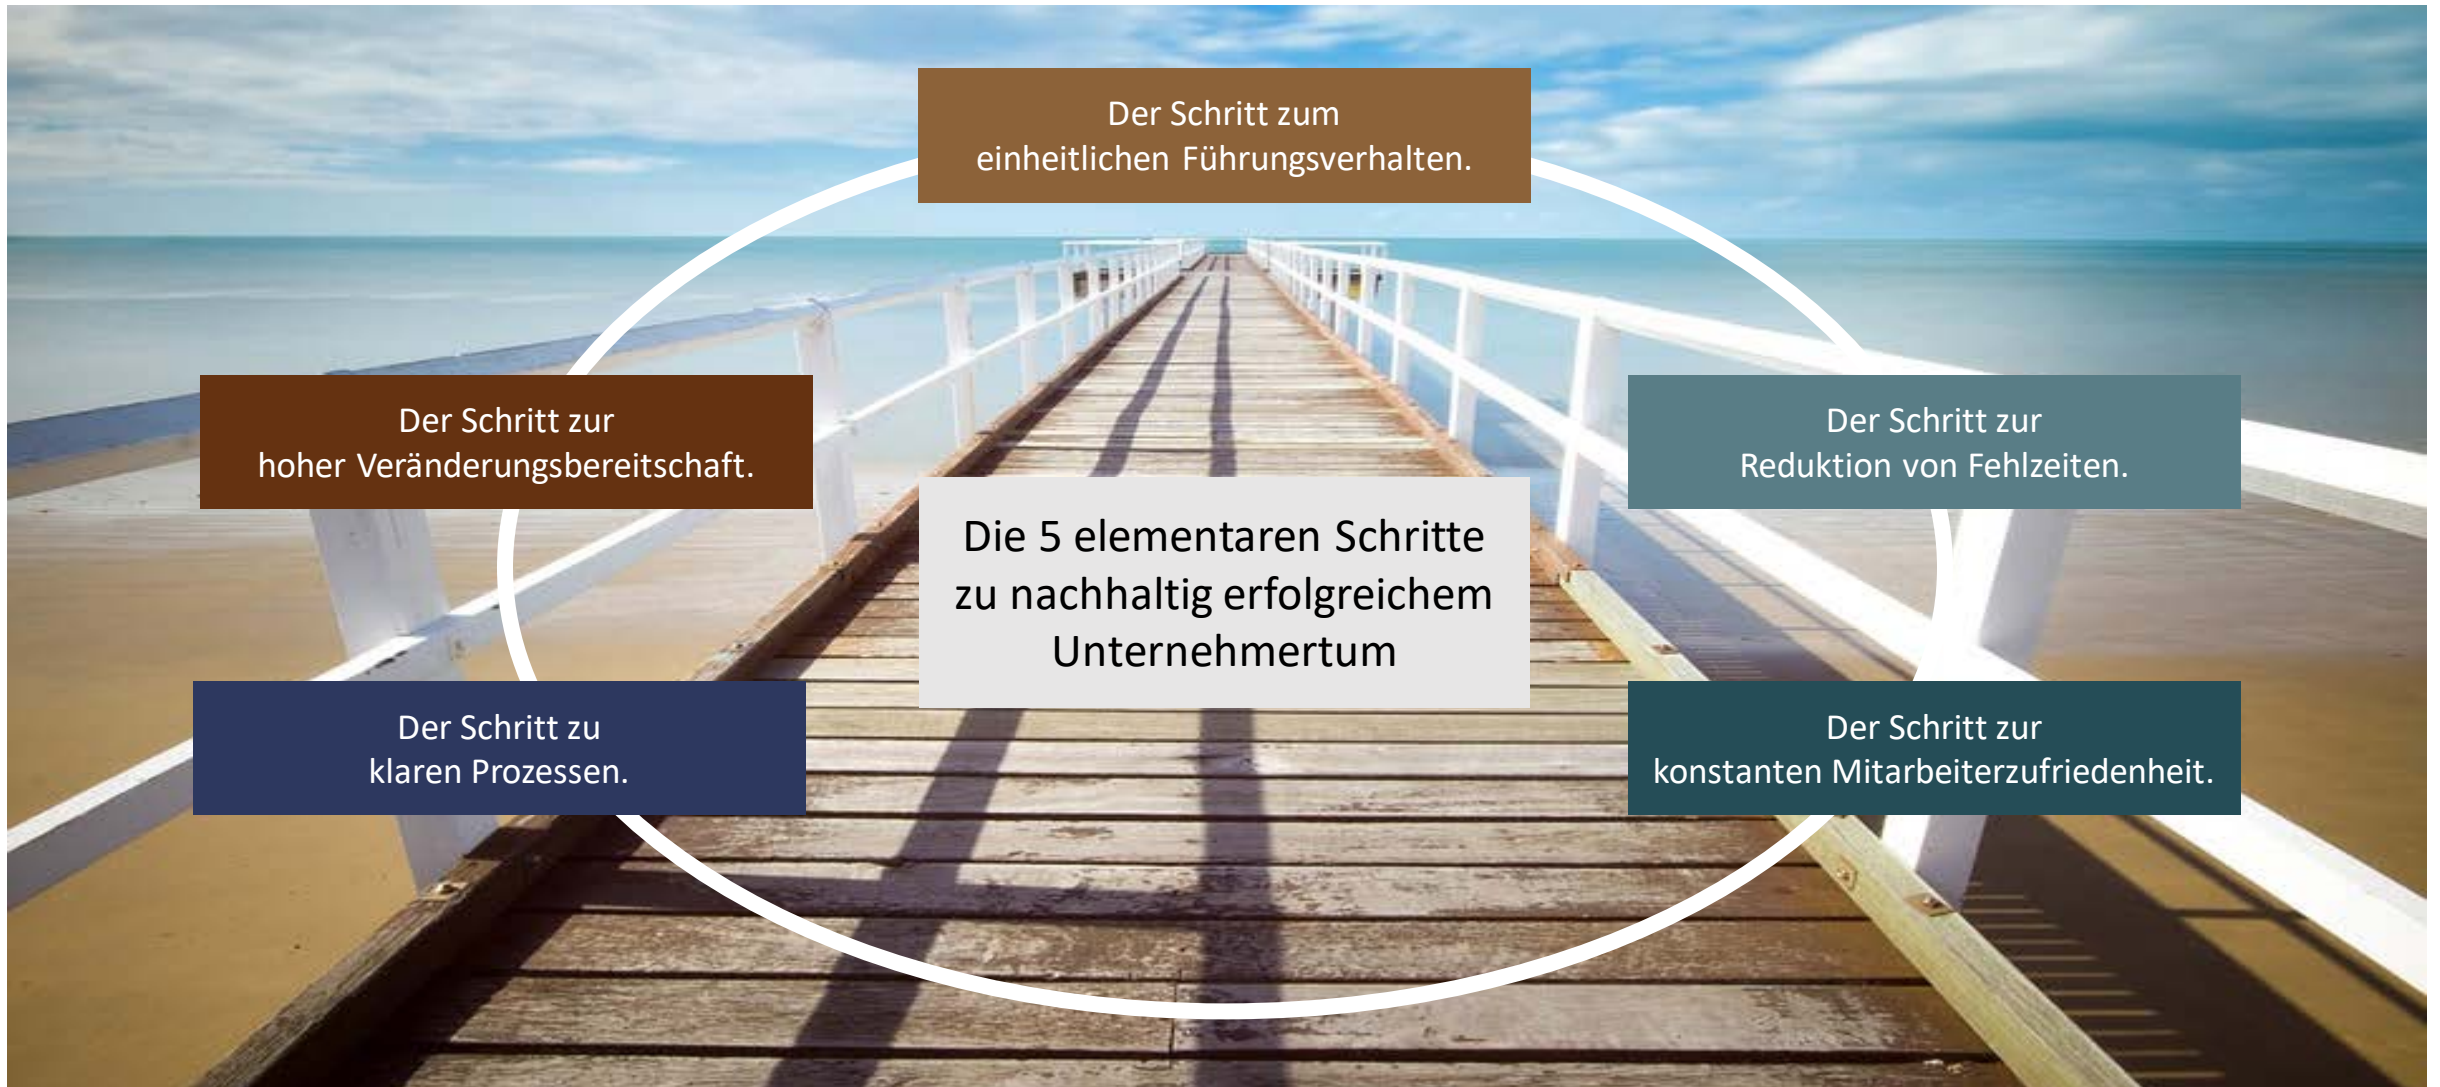 Der Schritt zum
einheitlichen Führungsverhalten.
Der Schritt zur
hoher Veränderungsbereitschaft.
Der Schritt zur
Reduktion von Fehlzeiten.
Die 5 elementaren Schritte
zu nachhaltig erfolgreichem
Unternehmertum
Der Schritt zu
klaren Prozessen.
Der Schritt zur
konstanten Mitarbeiterzufriedenheit.